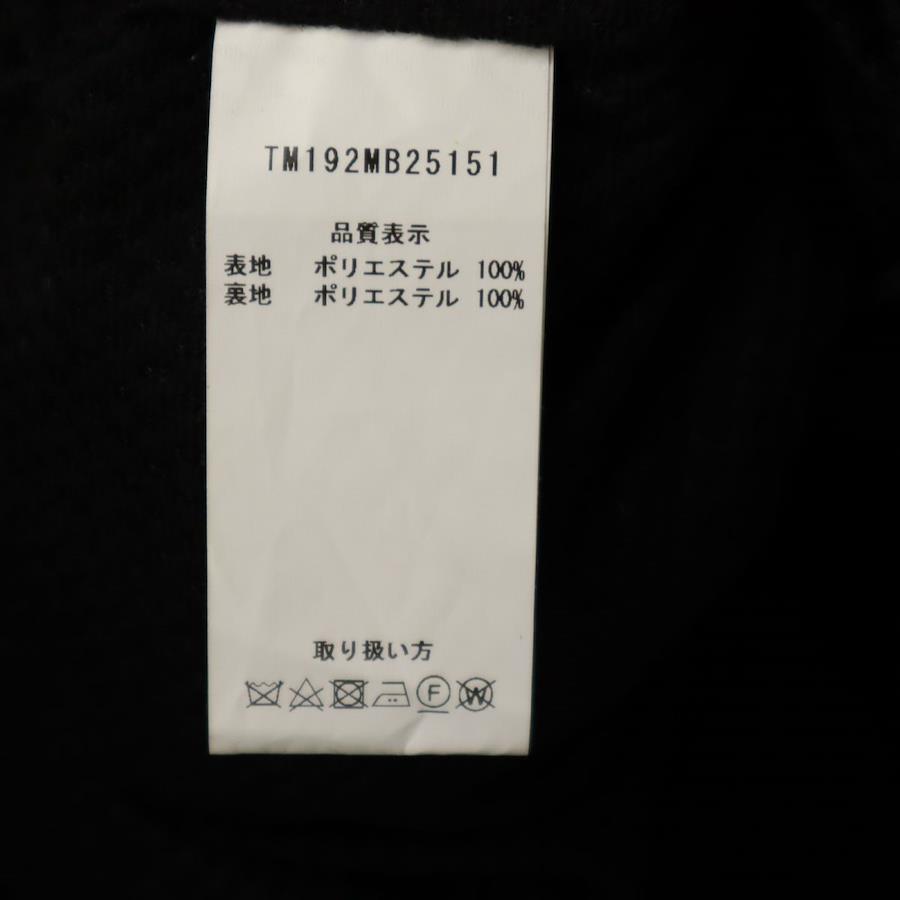 TM192MB25151
品質表示
表地 ポリエステル 100%
裏地 ポリエステル 100%
取り扱い方
F W